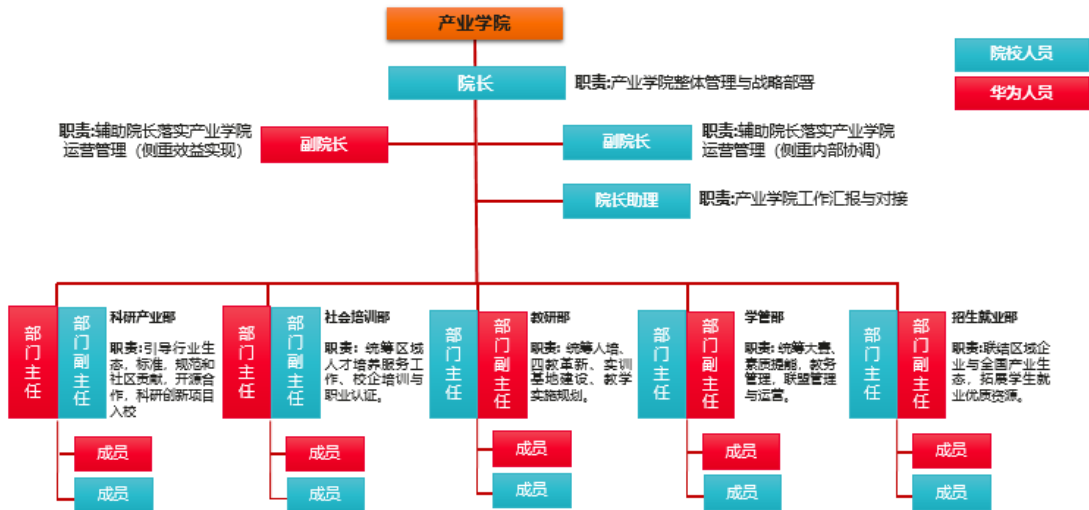 产业学院
院长
职责:产业学院整体管理与战略部署
院校人员
华为人员
职责:辅助院长落实产业学院
运营管理（侧重效益实现）
副院长
副院长
职责:辅助院长落实产业学院
运营管理（侧重内部协调）
院长助理
职责:产业学院工作汇报与对接
部门主任
部门副主任
科研产业部
职责:引导行业生
态，标准，规范和
社区贡献，开源合
作，科研创新项目
入校
成员
成员
部门主任
部门副主任
社会培训部
职责：统筹区域
人才培养服务工
作、校企培训与
职业认证。
成员
成员
部门主任
部门副主任
教研部
职责：统筹人培、
四教革新、实训
基地建设、教学
实施规划。
成员
成员
部门主任
部门副主任
学管部
职责：统筹大赛、
素质提能，教务
管理，联盟管理
与运营。
成员
成员
部门主任
部门副主任
招生就业部
职责:联结区域企
业与全国产业生
态，拓展学生就
业优质资源。
成员
成员